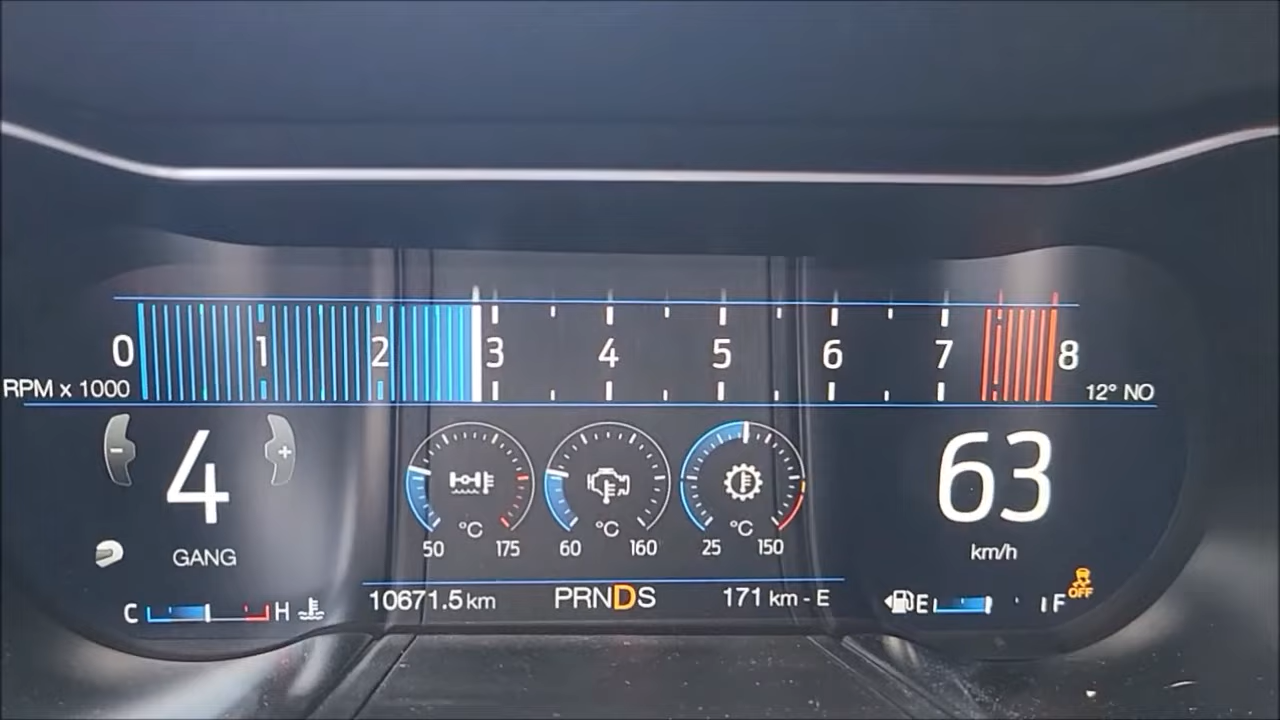 0 1 2 3 4 5 6 7 8
RPM x 1000
12° NO
- +
4
GANG
63
km/h
°C °C °C
50 175 60 160 25 150
C H
10671.5 km PRNDS 171 km - E
E F
OFF